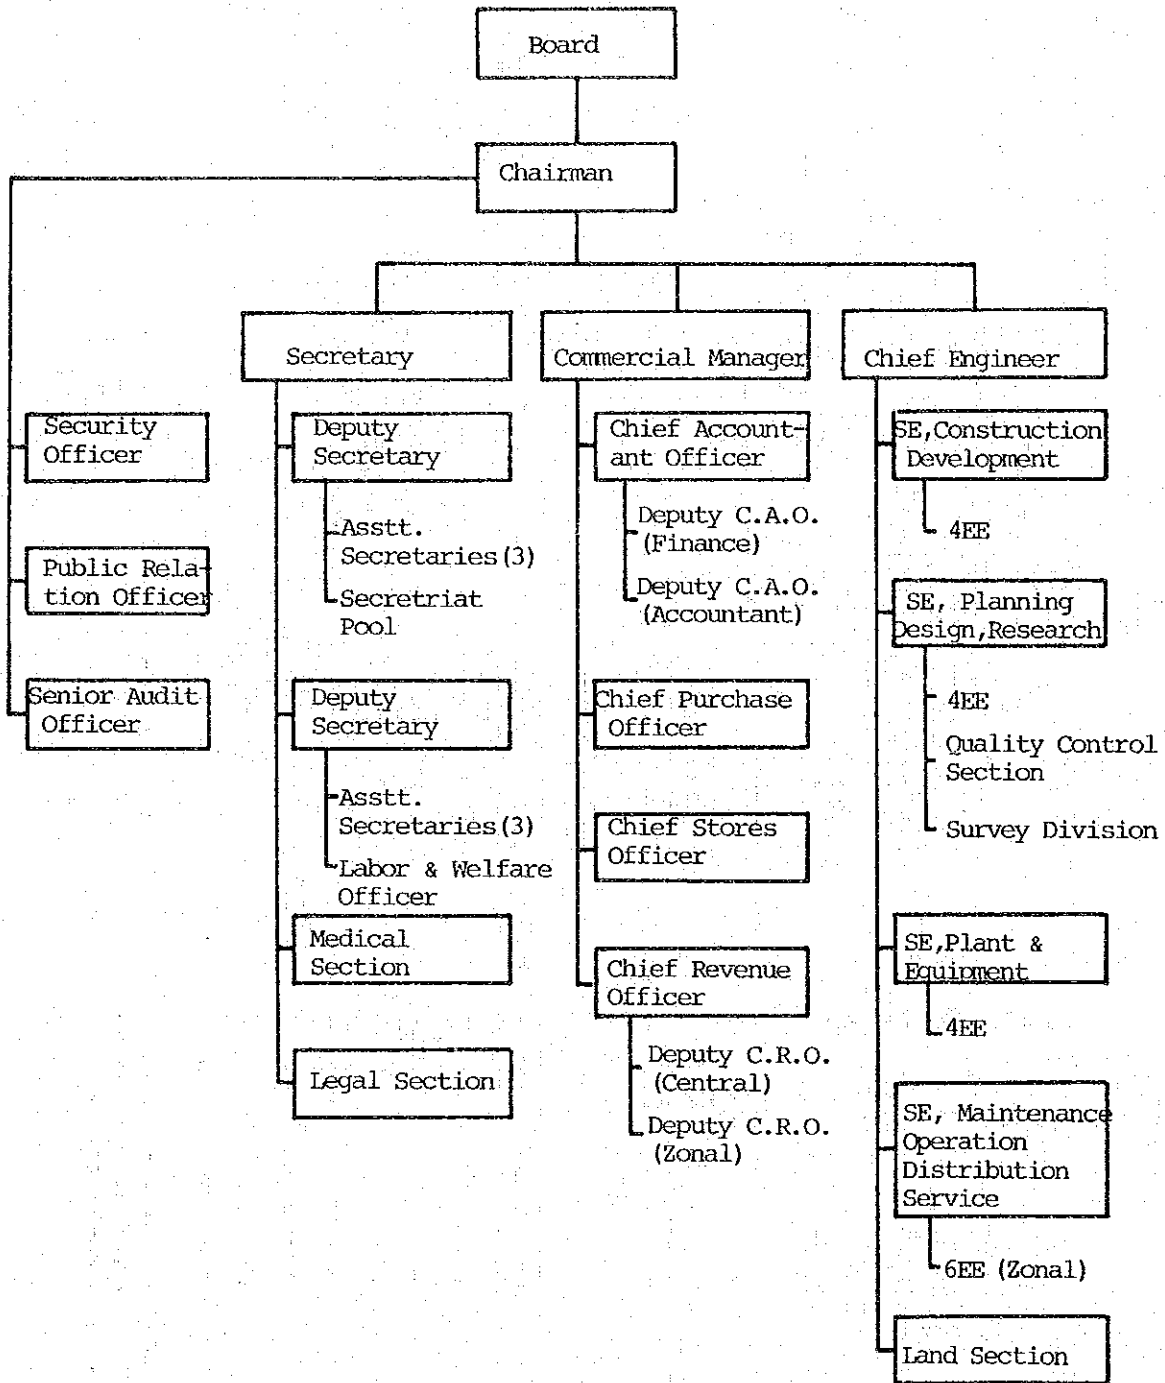 Board
Chairman
Security
Officer
Public Rela-
tion Officer
Senior Audit
Officer
Secretary
Deputy
Secretary
Asstt.
Secretaries(3)
Secretriat
Pool
Deputy
Secretary
Asstt.
Secretaries(3)
Labor & Welfare
Officer
Medical
Section
Legal Section
Commercial Manager
Chief Account-
ant Officer
Deputy C.A.O.
(Finance)
Deputy C.A.O.
(Accountant)
Chief Purchase
Officer
Chief Stores
Officer
Chief Revenue
Officer
Deputy C.R.O.
(Central)
Deputy C.R.O.
(Zonal)
Chief Engineer
SE,Construction
Development
4EE
SE, Planning
Design,Research
4EE
Quality Control
Section
Survey Division
SE,Plant &
Equipment
4EE
SE, Maintenance
Operation
Distribution
Service
6EE (Zonal)
Land Section